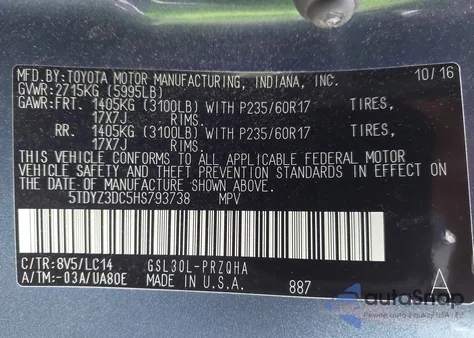 MFD.BY:TOYOTA MOTOR MANUFACTURING, INDIANA, INC. 10/16
GVWR:2715KG (5995LB)
GAWR:FRT. 1405KG (3100LB) WITH P235/60R17 TIRES,
17X7J RIMS.
RR. 1405KG (3100LB) WITH P235/60R17 TIRES,
17X7J RIMS.
THIS VEHICLE CONFORMS TO ALL APPLICABLE FEDERAL MOTOR
VEHICLE SAFETY AND THEFT PREVENTION STANDARDS IN EFFECT
ON THE DATE OF MANUFACTURE SHOWN ABOVE.
5TDYZ3DC5HS793738 MPV
C/TR:8V5/LC14 GSL30L-PRZQHA
A/TM:-03A/UA80E MADE IN U.S.A. 887 A
autoSnap